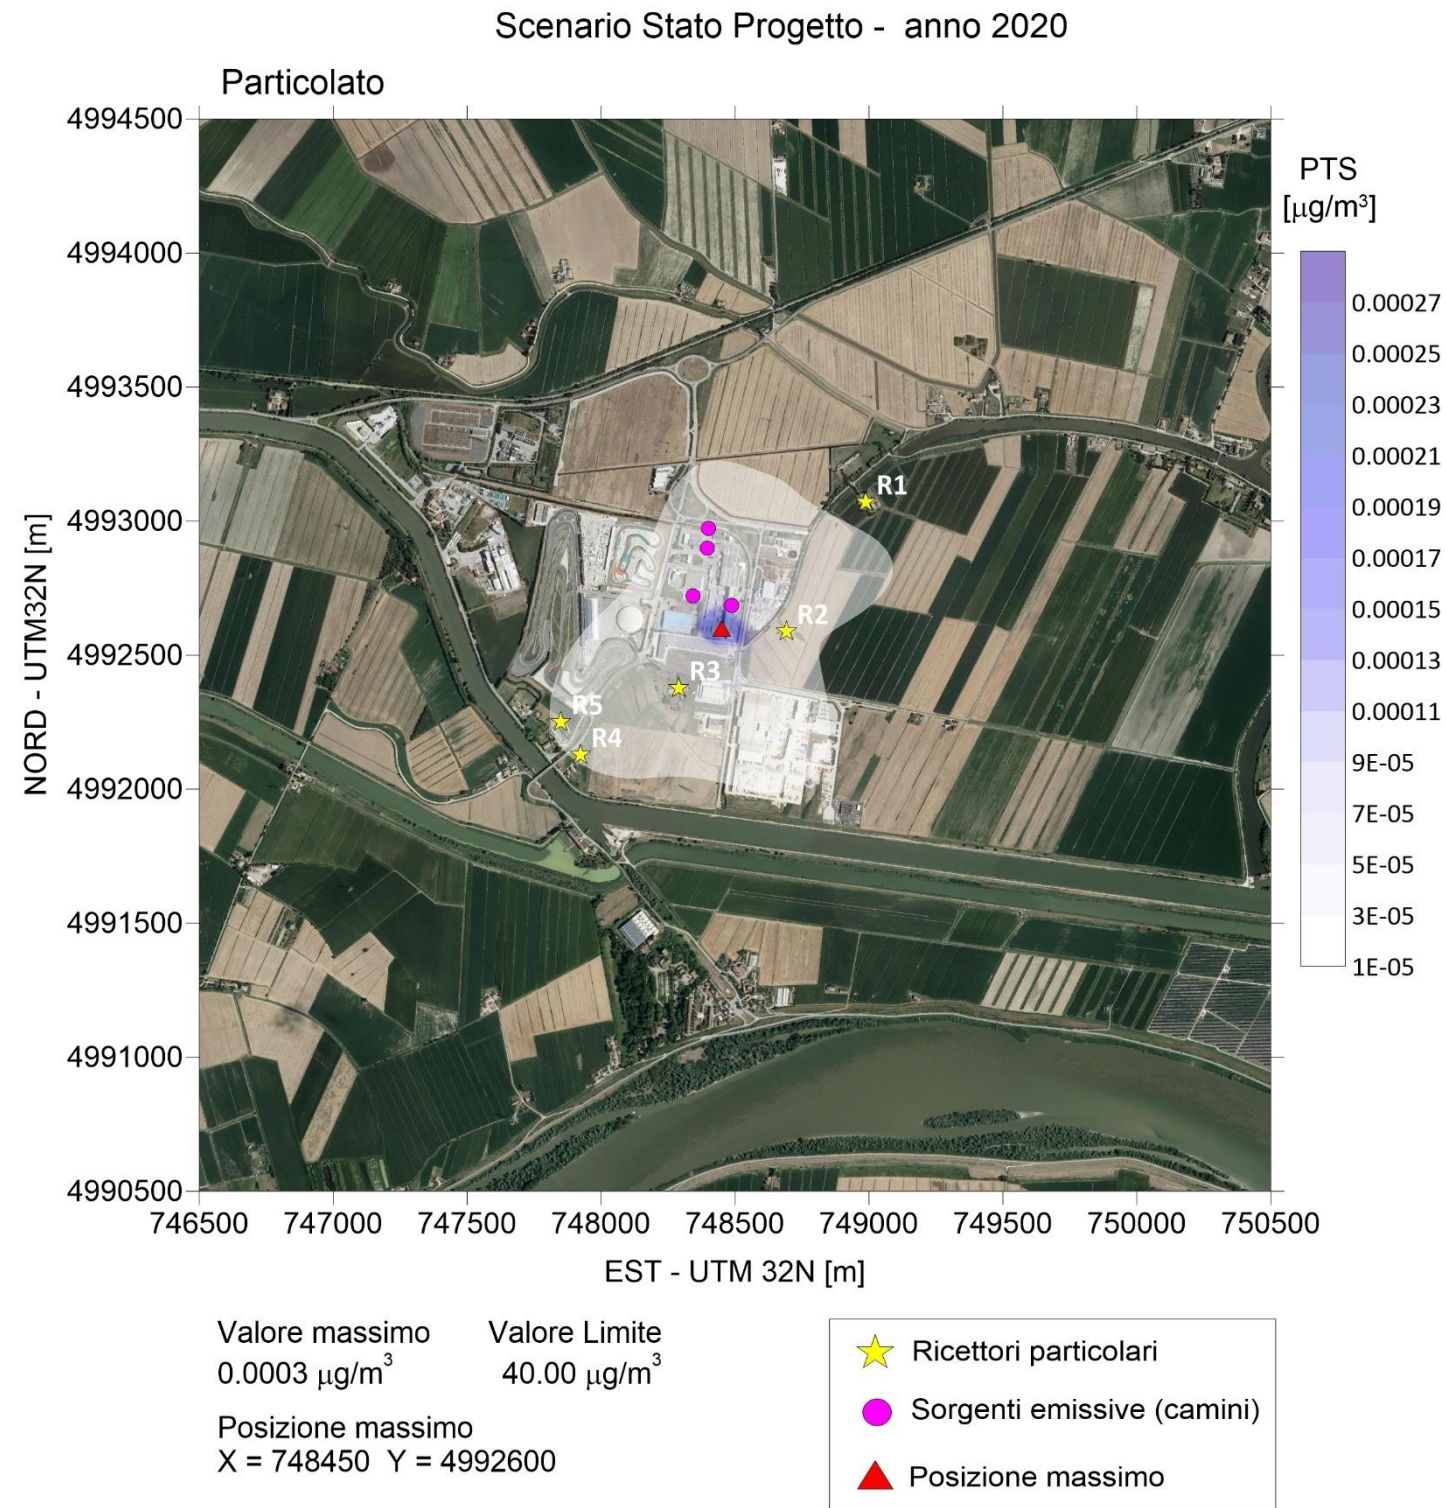 Scenario Stato Progetto - anno 2020
Particolato
4994500
4994000
4993500
4993000
4992500
4992000
4991500
4991000
4990500
NORD - UTM32N [m]
746500 747000 747500 748000 748500 749000 749500 750000 750500
EST - UTM 32N [m]
R1
R2
R3
R5
R4
PTS
[μg/m³]
0.00027
0.00025
0.00023
0.00021
0.00019
0.00017
0.00015
0.00013
0.00011
9E-05
7E-05
5E-05
3E-05
1E-05
Valore massimo Valore Limite
0.0003 μg/m³ 40.00 μg/m³
Posizione massimo
X = 748450 Y = 4992600
Ricettori particolari
Sorgenti emissive (camini)
Posizione massimo